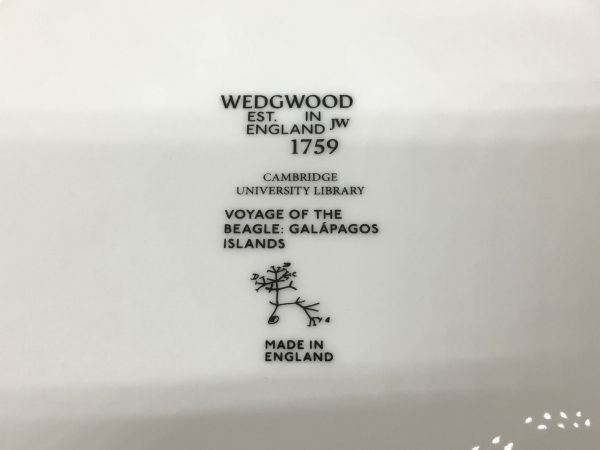 WEDGWOOD
EST. IN
ENGLAND JW
1759
CAMBRIDGE
UNIVERSITY LIBRARY
VOYAGE OF THE
BEAGLE: GALÁPAGOS
ISLANDS
MADE IN
ENGLAND